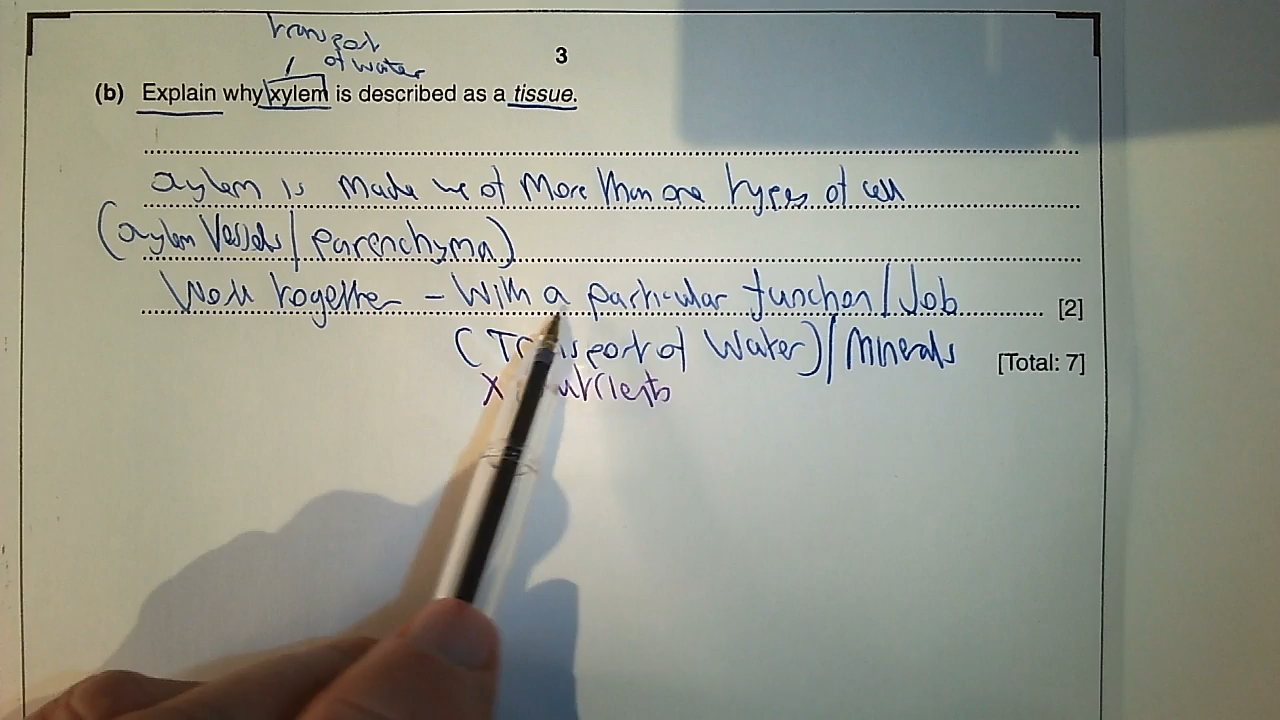 transport
of water
3
(b) Explain why xylem is described as a tissue.
xylem is made up of more than one types of cell
(xylem vessels / parenchyma)
Work together - With a particular function / Job
[2]
(Transport of Water) / Minerals
[Total: 7]
X nutrients